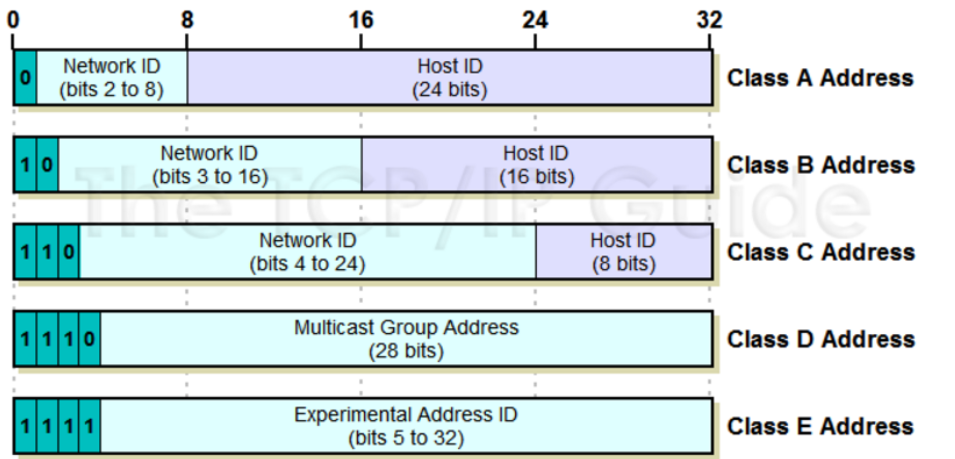 0 8 16 24 32
0 Network ID (bits 2 to 8) Host ID (24 bits) Class A Address
1 0 Network ID (bits 3 to 16) Host ID (16 bits) Class B Address
The TCP/IP Guide
1 1 0 Network ID (bits 4 to 24) Host ID (8 bits) Class C Address
1 1 1 0 Multicast Group Address (28 bits) Class D Address
1 1 1 1 Experimental Address ID (bits 5 to 32) Class E Address